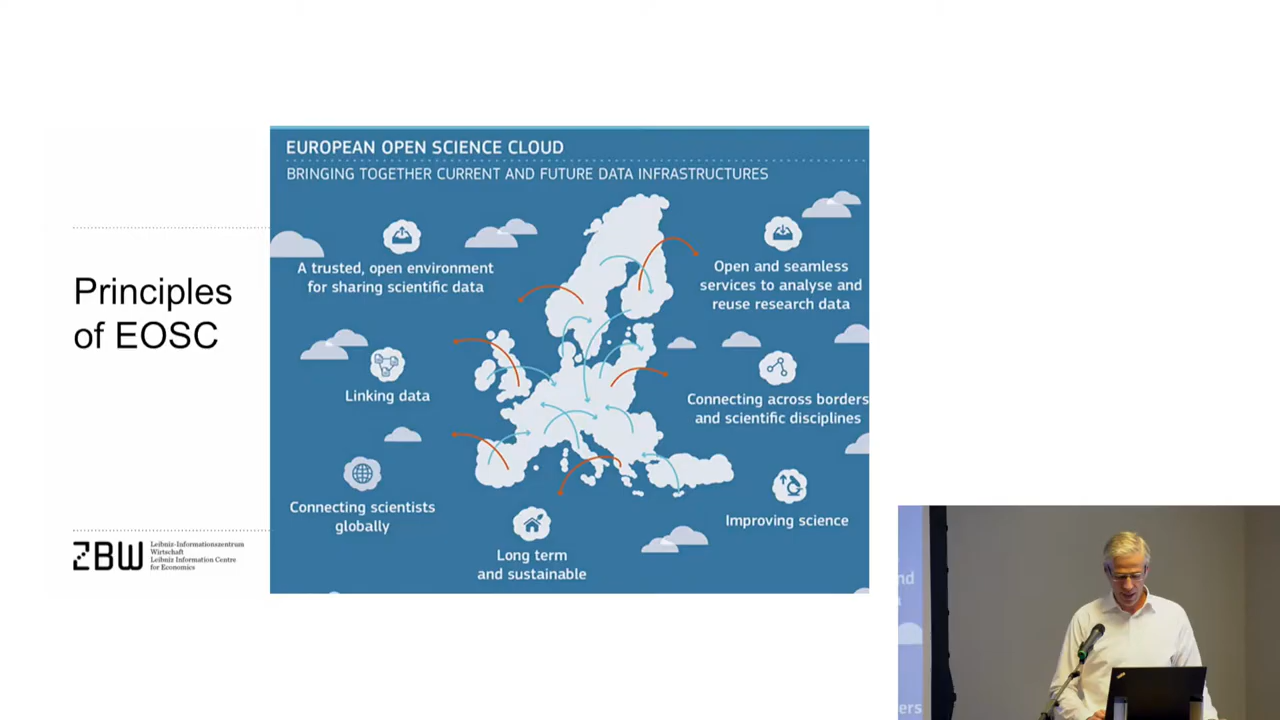 EUROPEAN OPEN SCIENCE CLOUD
BRINGING TOGETHER CURRENT AND FUTURE DATA INFRASTRUCTURES
Principles
of EOSC
A trusted, open environment
for sharing scientific data
Open and seamless
services to analyse and
reuse research data
Linking data
Connecting across borders
and scientific disciplines
Connecting scientists
globally
Improving science
Long term
and sustainable
ZBW
Leibniz-Informationszentrum
Wirtschaft
Leibniz Information Centre
for Economics
nd
ers